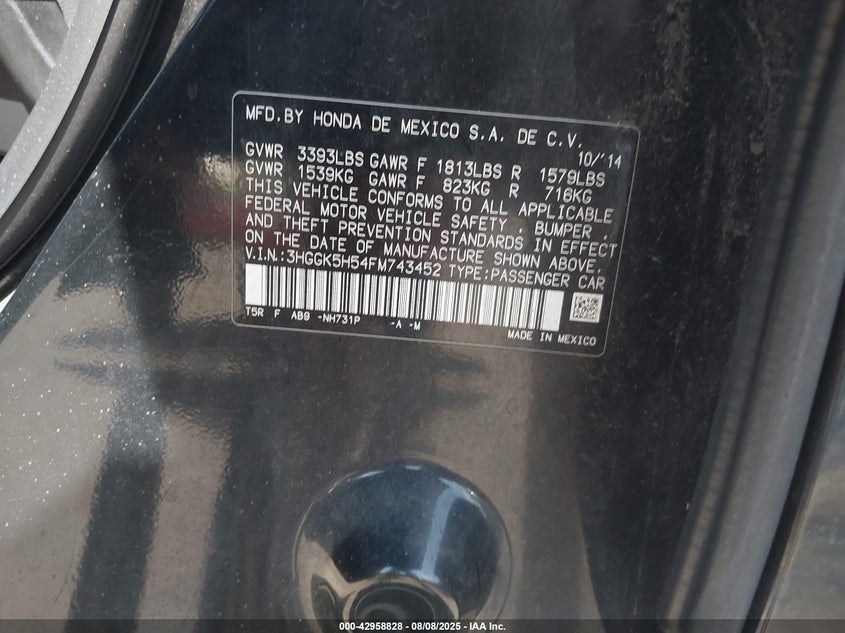 MFD.BY HONDA DE MEXICO S.A. DE C.V.
10/'14
GVWR 3393LBS GAWR F 1813LBS R 1579LBS
GVWR 1539KG GAWR F 823KG R 716KG
THIS VEHICLE CONFORMS TO ALL APPLICABLE
FEDERAL MOTOR VEHICLE SAFETY , BUMPER ,
AND THEFT PREVENTION STANDARDS IN EFFECT
ON THE DATE OF MANUFACTURE SHOWN ABOVE.
V.I.N.:3HGGK5H54FM743452 TYPE:PASSENGER CAR
T5R F AB9 -NH731P -A -M
MADE IN MEXICO
000-42958828 - 08/08/2025 - IAA Inc.